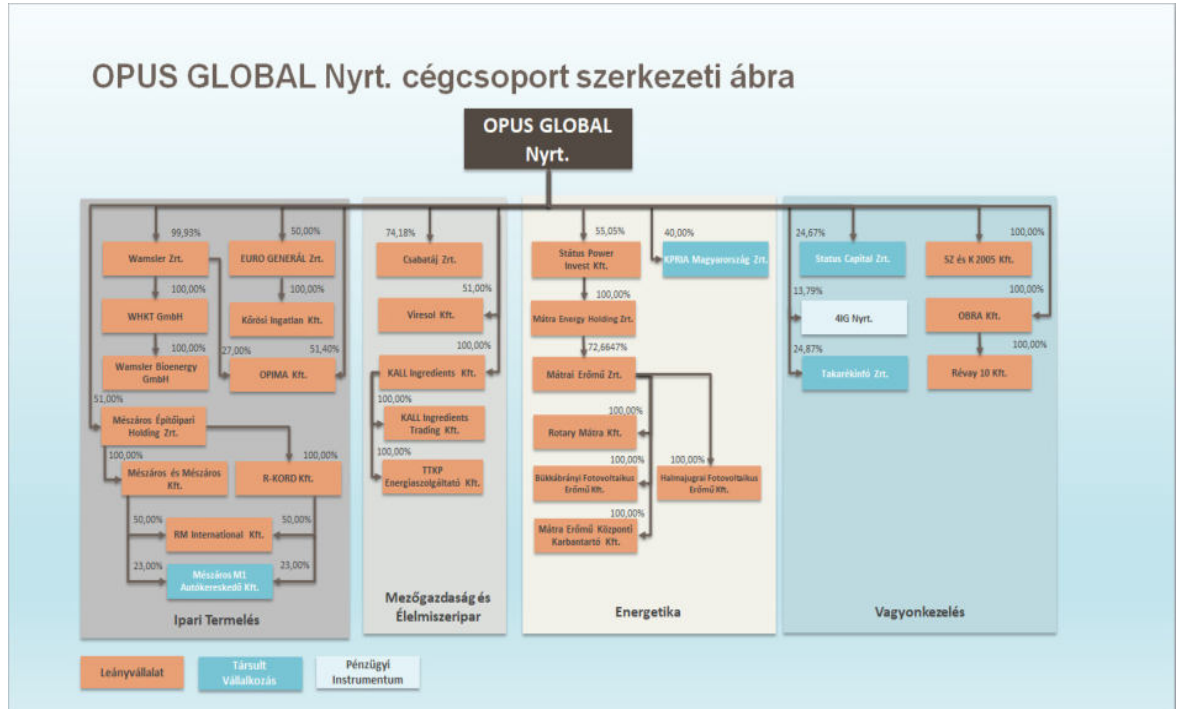 OPUS GLOBAL Nyrt. cégcsoport szerkezeti ábra
OPUS GLOBAL
Nyrt.
99,93%
50,00%
Wamsler Zrt.
EURO GENERÁL Zrt.
100,00%
100,00%
WHKT GmbH
Kőrösi Ingatlan Kft.
100,00%
27,00%
51,40%
Wamsler Bioenergy
GmbH
OPIMA Kft.
51,00%
Mészáros Építőipari
Holding Zrt.
100,00%
100,00%
Mészáros és Mészáros
Kft.
R-KORD Kft.
50,00%
50,00%
RM International Kft.
23,00%
23,00%
Mészáros M1
Autókereskedő Kft.
Ipari Termelés
74,18%
Csabatáj Zrt.
51,00%
Viresol Kft.
100,00%
KALL Ingredients Kft.
100,00%
KALL Ingredients
Trading Kft.
100,00%
TTKP
Energiaszolgáltató Kft.
Mezőgazdaság és
Élelmiszeripar
55,05%
40,00%
Státus Power
Invest Kft.
KPRIA Magyarország Zrt.
100,00%
Mátra Energy Holding Zrt.
72,6647%
Mátrai Erőmű Zrt.
100,00%
Rotary Mátra Kft.
100,00%
100,00%
Bükkábrányi Fotovoltaikus
Erőmű Kft.
Halmajugrai Fotovoltaikus
Erőmű Kft.
100,00%
Mátra Erőmű Központi
Karbantartó Kft.
Energetika
24,67%
100,00%
Status Capital Zrt.
SZ és K 2005 Kft.
13,79%
100,00%
4IG Nyrt.
OBRA Kft.
24,87%
100,00%
Takarékinfó Zrt.
Révay 10 Kft.
Vagyonkezelés
Leányvállalat
Társult
Vállalkozás
Pénzügyi
Instrumentum